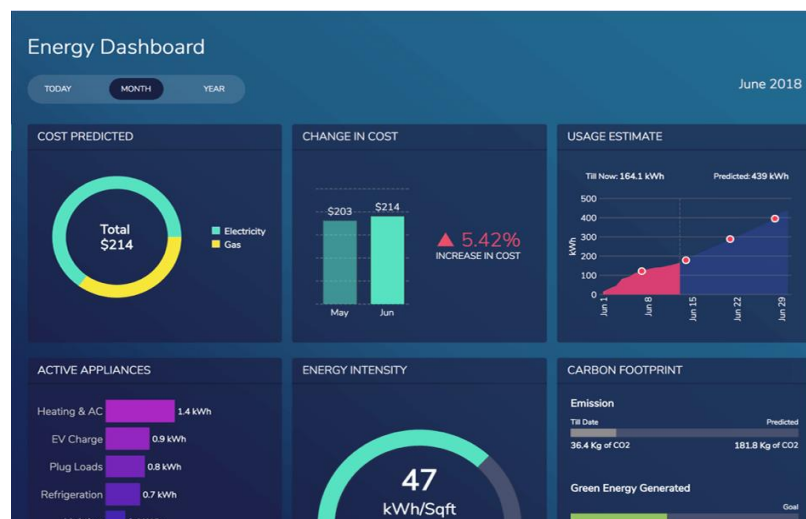 Energy Dashboard
TODAY MONTH YEAR
June 2018
COST PREDICTED
Total
$214
Electricity
Gas
CHANGE IN COST
$203 $214
5.42%
INCREASE IN COST
May Jun
USAGE ESTIMATE
Till Now: 164.1 kWh Predicted: 439 kWh
kWh
500
400
300
200
100
0
Jun 1 Jun 8 Jun 15 Jun 22 Jun 29
ACTIVE APPLIANCES
Heating & AC 1.4 kWh
EV Charge 0.9 kWh
Plug Loads 0.8 kWh
Refrigeration 0.7 kWh
ENERGY INTENSITY
47
kWh/Sqft
CARBON FOOTPRINT
Emission
Till Date Predicted
36.4 Kg of CO2 181.8 Kg of CO2
Green Energy Generated
Goal